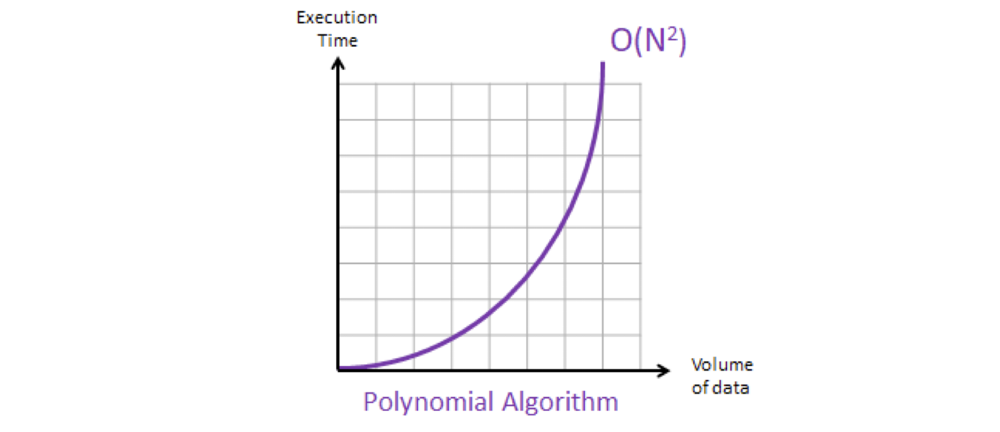 Execution
Time
O(N²)
Volume
of data
Polynomial Algorithm